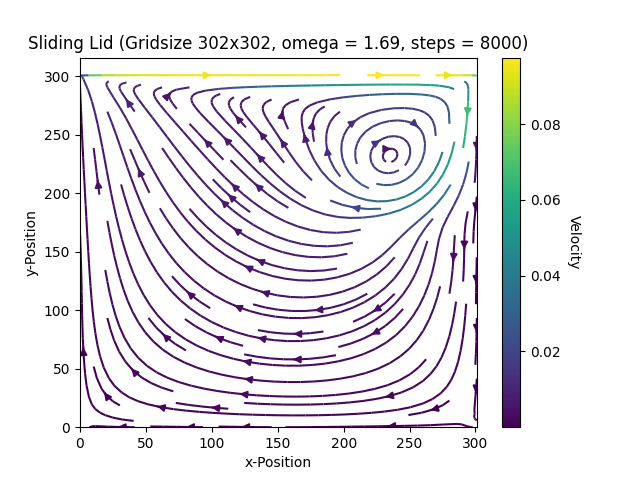 Sliding Lid (Gridsize 302x302, omega = 1.69, steps = 8000)
300
250
200
150
100
50
0
y-Position
0 50 100 150 200 250 300
x-Position
0.08
0.06
0.04
0.02
Velocity